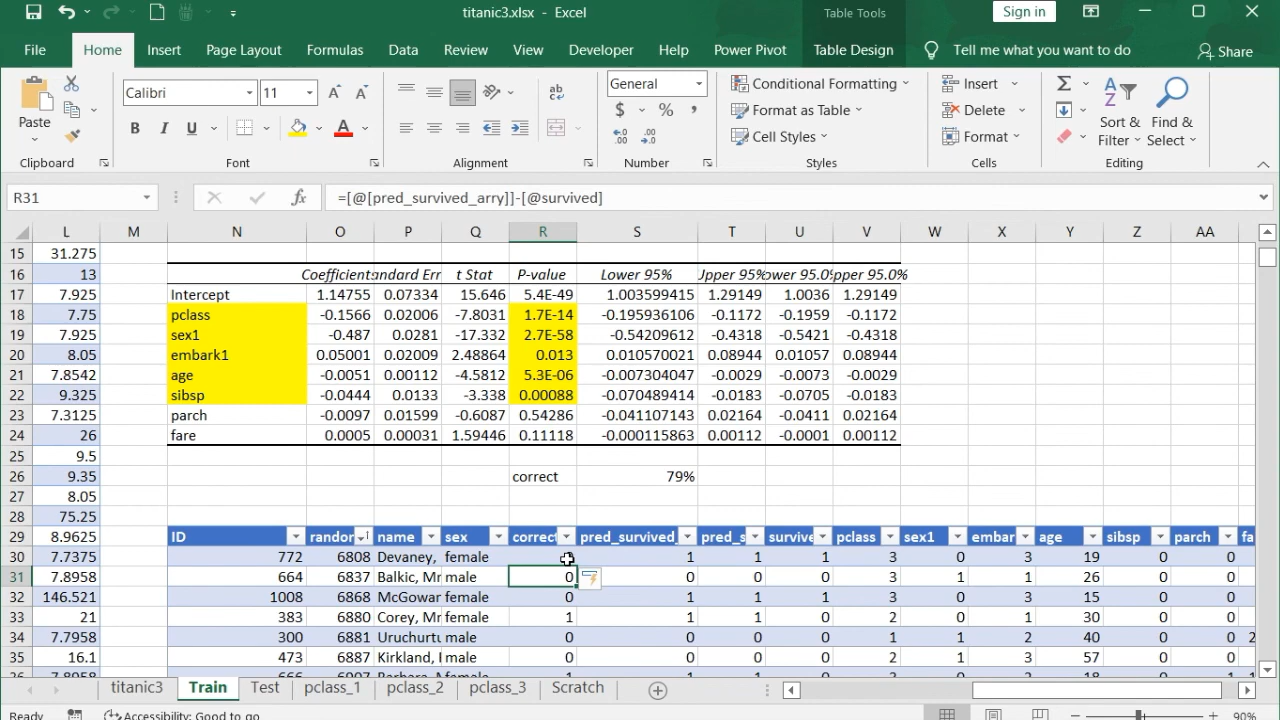 titanic3.xlsx - Excel
Table Tools
Sign in
File Home Insert Page Layout Formulas Data Review View Developer Help Power Pivot Table Design Tell me what you want to do Share
Paste
Calibri 11
B I U
General
$ % ,
Conditional Formatting
Format as Table
Cell Styles
Insert
Delete
Format
Sort & Filter
Find & Select
Clipboard Font Alignment Number Styles Cells Editing
R31 fx =[@[pred_survived_arry]]-[@survived]
L M N O P Q R S T U V W X Y Z AA
15 31.275
16 13 Coefficients andard Err t Stat P-value Lower 95% Upper 95% ower 95.0% pper 95.0%
17 7.925 Intercept 1.14755 0.07334 15.646 5.4E-49 1.003599415 1.29149 1.0036 1.29149
18 7.75 pclass -0.1566 0.02006 -7.8031 1.7E-14 -0.195936106 -0.1172 -0.1959 -0.1172
19 7.925 sex1 -0.487 0.0281 -17.332 2.7E-58 -0.54209612 -0.4318 -0.5421 -0.4318
20 8.05 embark1 0.05001 0.02009 2.48864 0.013 0.010570021 0.08944 0.01057 0.08944
21 7.8542 age -0.0051 0.00112 -4.5812 5.3E-06 -0.007304047 -0.0029 -0.0073 -0.0029
22 9.325 sibsp -0.0444 0.0133 -3.338 0.00088 -0.070489414 -0.0183 -0.0705 -0.0183
23 7.3125 parch -0.0097 0.01599 -0.6087 0.54286 -0.041107143 0.02164 -0.0411 0.02164
24 26 fare 0.0005 0.00031 1.59446 0.11118 -0.000115863 0.00112 -0.0001 0.00112
25 9.5
26 9.35 correct 79%
27 8.05
28 75.25
29 8.9625 ID random name sex correct pred_survived_ pred_s survive pclass sex1 embar age sibsp parch fa
30 7.7375 772 6808 Devaney, female 1 1 1 3 0 3 19 0 0
31 7.8958 664 6837 Balkic, Mr male 0 0 0 0 3 1 1 26 0 0
32 146.521 1008 6868 McGowan female 0 1 1 1 3 0 3 15 0 0
33 21 383 6880 Corey, Mr female 1 1 1 0 2 0 1 30 0 0
34 7.7958 300 6881 Uruchurtu male 0 0 0 0 1 1 2 40 0 0 2
35 16.1 473 6887 Kirkland, male 0 0 0 0 2 1 3 57 0 0
titanic3 Train Test pclass_1 pclass_2 pclass_3 Scratch
Ready Accessibility: Good to go 90%